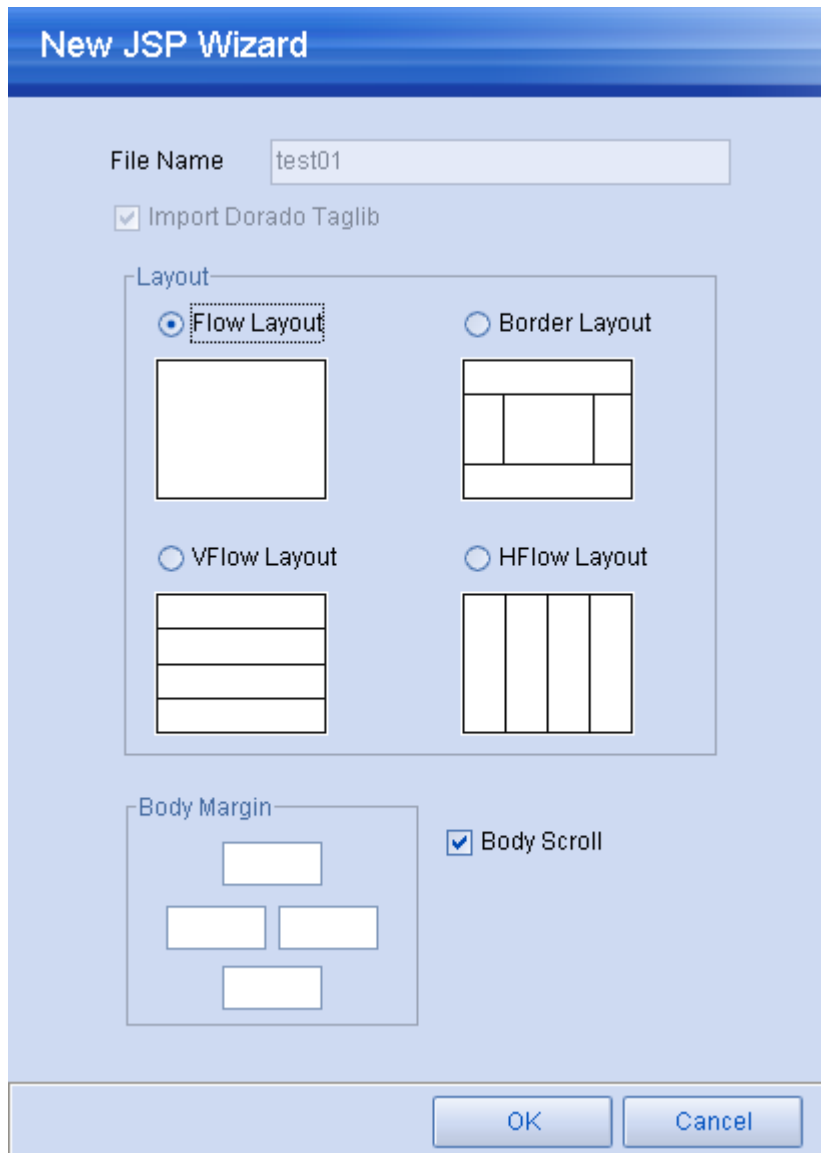 New JSP Wizard
File Name test01
Import Dorado Taglib
Layout
Flow Layout Border Layout
VFlow Layout HFlow Layout
Body Margin
Body Scroll
OK Cancel